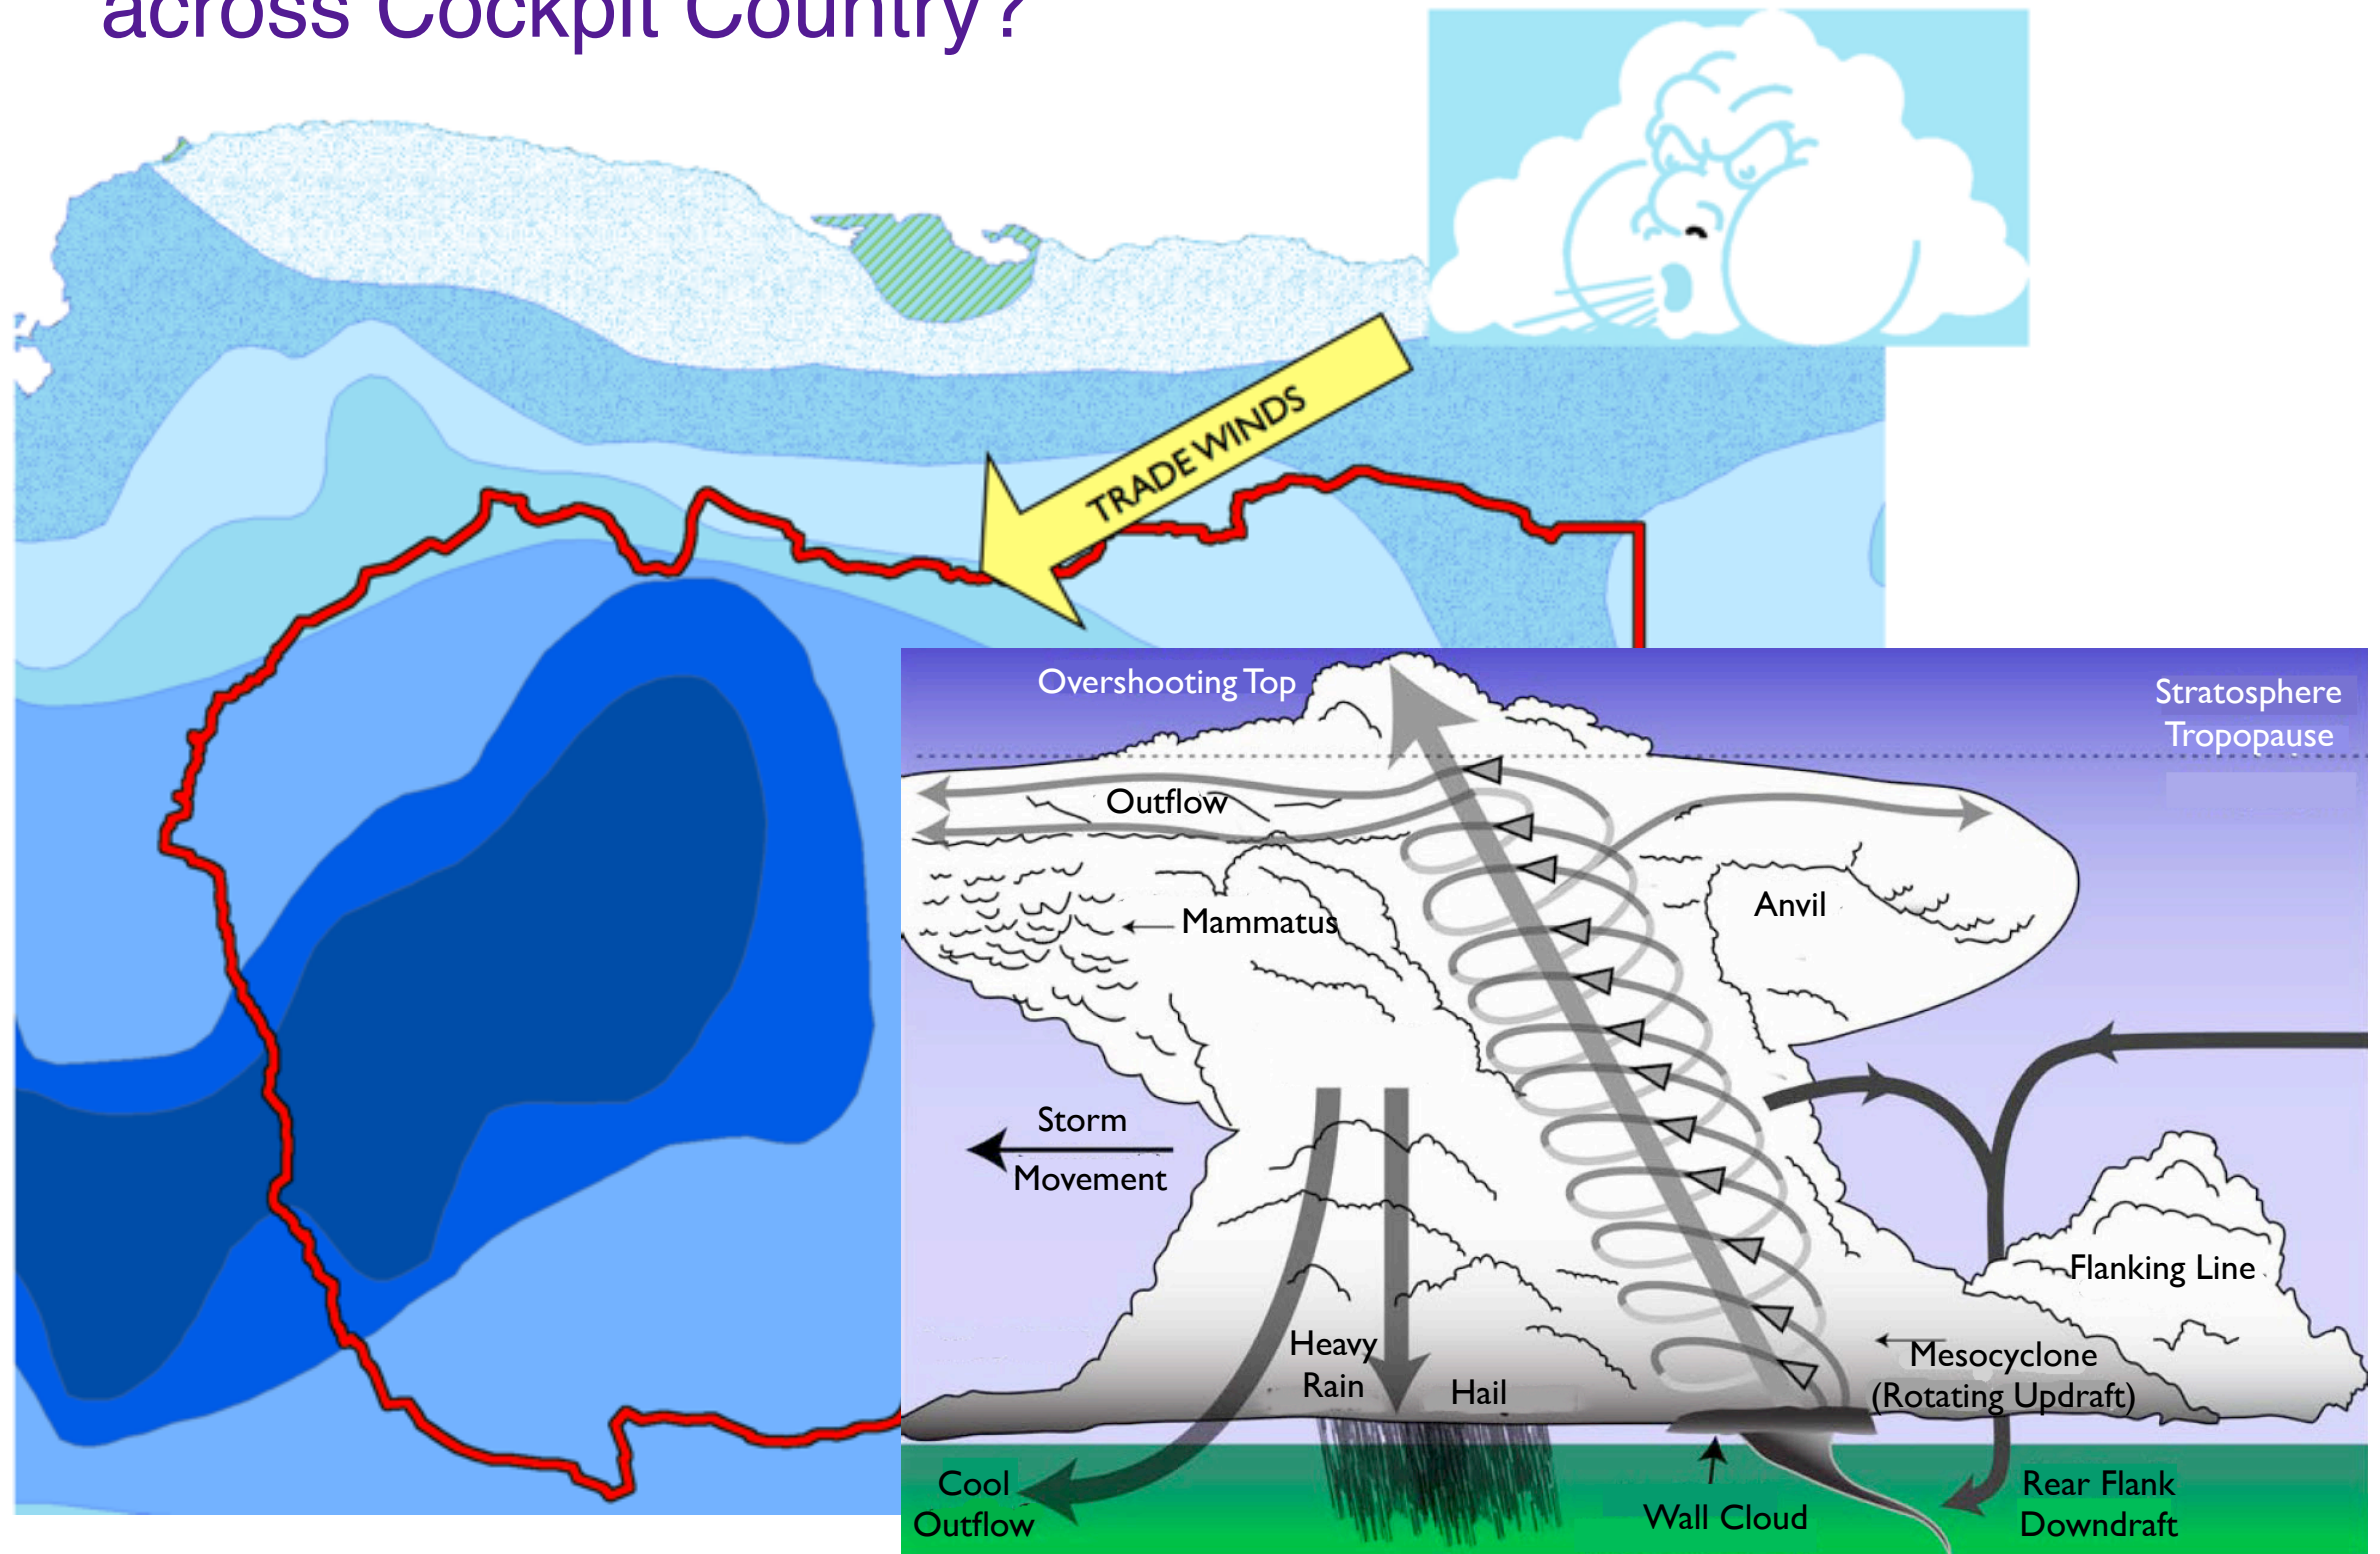 across Cockpit Country?
TRADE WINDS
Overshooting Top
Stratosphere
Tropopause
Outflow
Anvil
Mammatus
Storm
Movement
Flanking Line
Heavy
Rain
Hail
Mesocyclone
(Rotating Updraft)
Cool
Outflow
Wall Cloud
Rear Flank
Downdraft